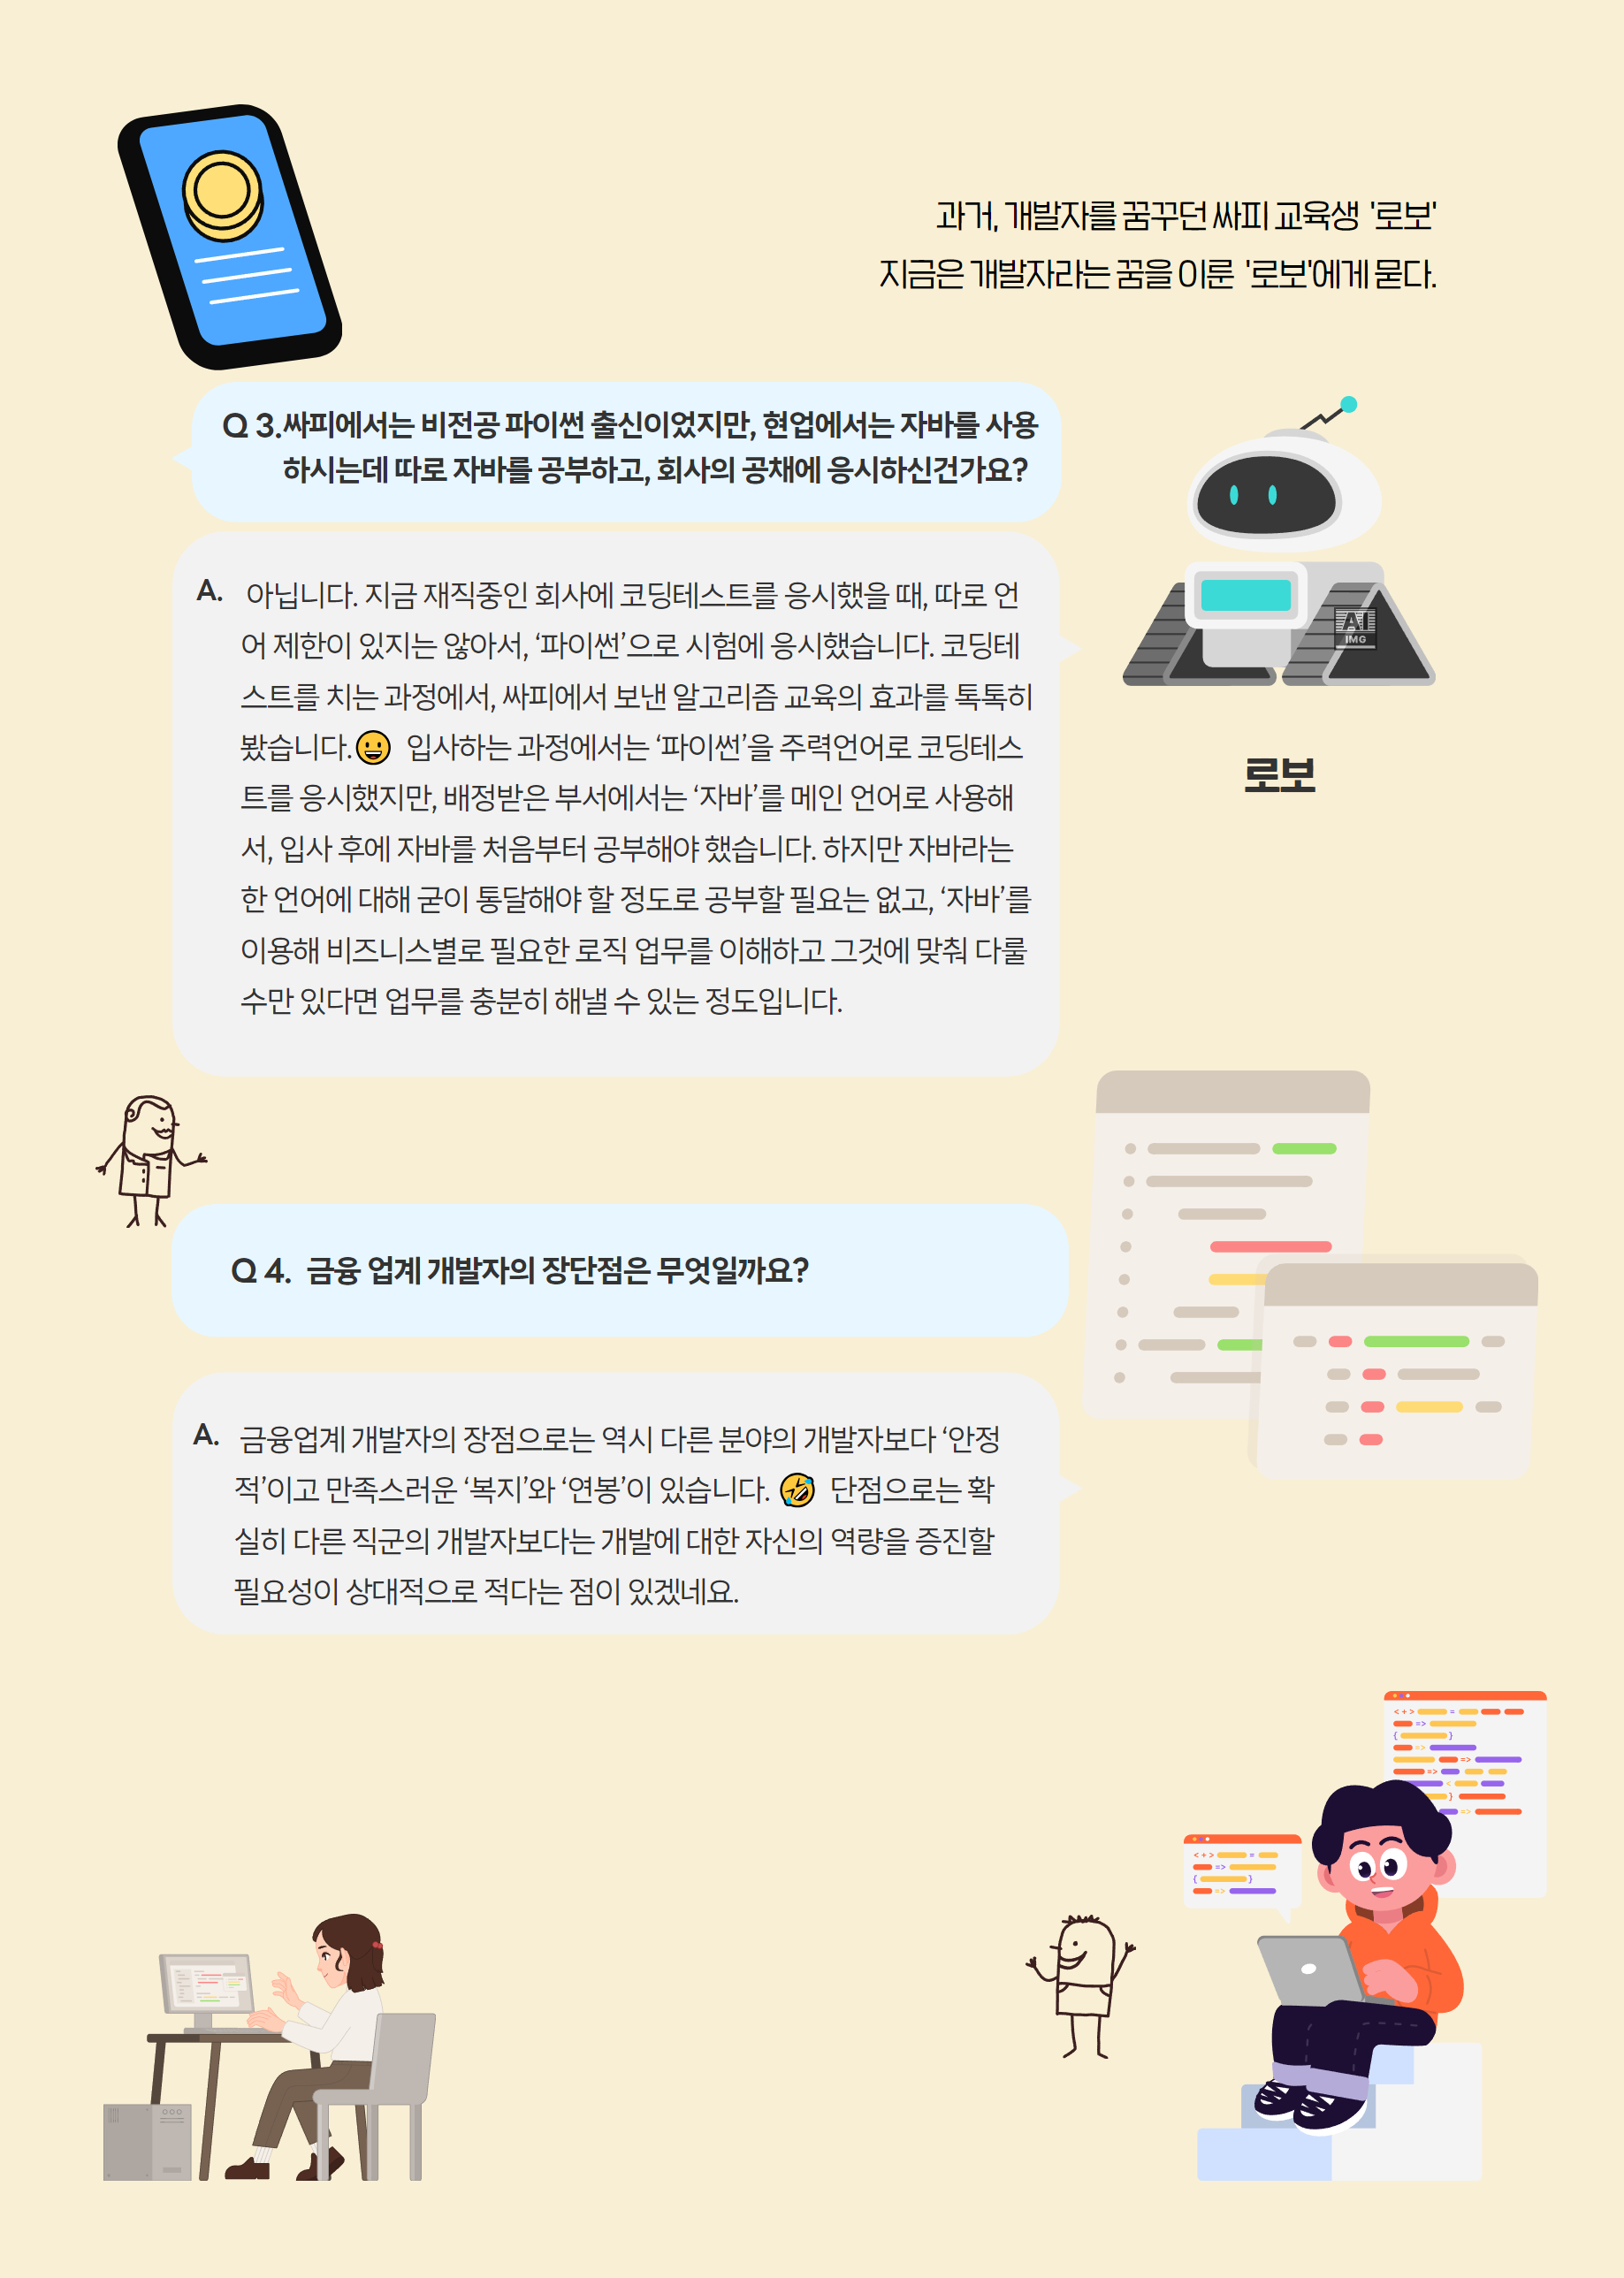 과거, 개발자를 꿈꾸던 싸피 교육생 '로보'
지금은 개발자라는 꿈을 이룬 '로보'에게 묻다.
Q 3.싸피에서는 비전공 파이썬 출신이었지만, 현업에서는 자바를 사용
하시는데 따로 자바를 공부하고, 회사의 공채에 응시하신건가요?
A. 아닙니다. 지금 재직중인 회사에 코딩테스트를 응시했을 때, 따로 언
어 제한이 있지는 않아서, ‘파이썬’으로 시험에 응시했습니다. 코딩테
스트를 치는 과정에서, 싸피에서 보낸 알고리즘 교육의 효과를 톡톡히
봤습니다.😀 입사하는 과정에서는 ‘파이썬’을 주력언어로 코딩테스
트를 응시했지만, 배정받은 부서에서는 ‘자바’를 메인 언어로 사용해
서, 입사 후에 자바를 처음부터 공부해야 했습니다. 하지만 자바라는
한 언어에 대해 굳이 통달해야 할 정도로 공부할 필요는 없고, ‘자바’를
이용해 비즈니스별로 필요한 로직 업무를 이해하고 그것에 맞춰 다룰
수만 있다면 업무를 충분히 해낼 수 있는 정도입니다.
AI
IMG
로보
Q 4. 금융 업계 개발자의 장단점은 무엇일까요?
A. 금융업계 개발자의 장점으로는 역시 다른 분야의 개발자보다 ‘안정
적’이고 만족스러운 ‘복지’와 ‘연봉’이 있습니다. 🤣 단점으로는 확
실히 다른 직군의 개발자보다는 개발에 대한 자신의 역량을 증진할
필요성이 상대적으로 적다는 점이 있겠네요.